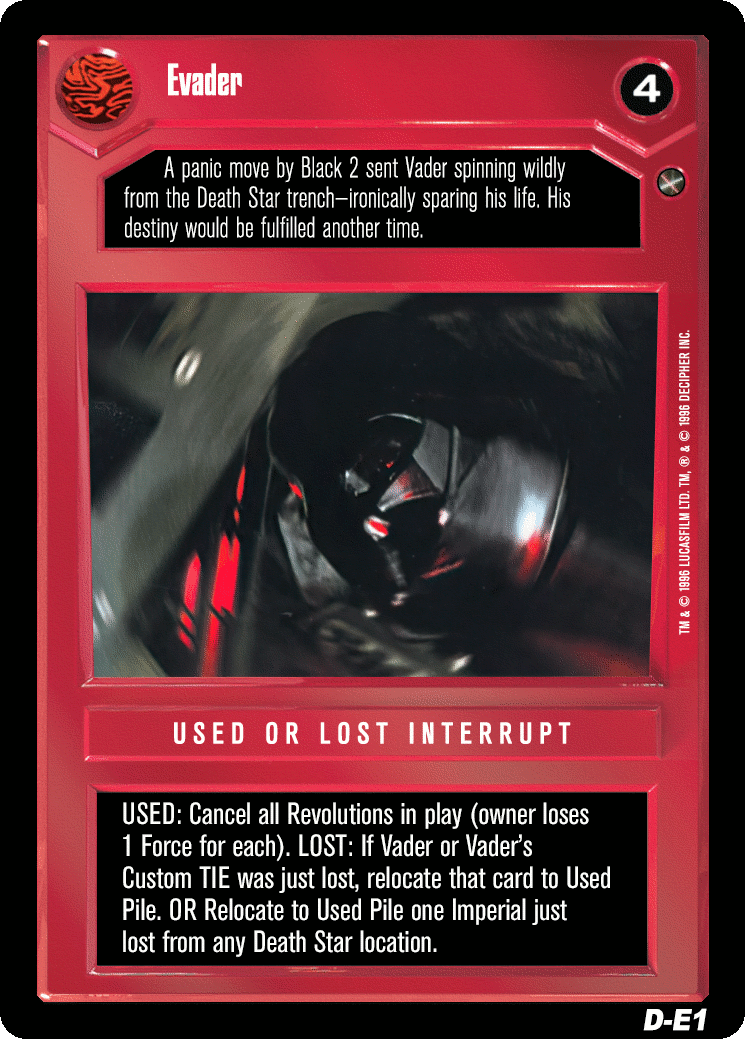 Evader
4
A panic move by Black 2 sent Vader spinning wildly
from the Death Star trench–ironically sparing his life. His
destiny would be fulfilled another time.
TM & © 1996 LUCASFILM LTD. TM, ® & © 1996 DECIPHER INC.
USED OR LOST INTERRUPT
USED: Cancel all Revolutions in play (owner loses
1 Force for each). LOST: If Vader or Vader's
Custom TIE was just lost, relocate that card to Used
Pile. OR Relocate to Used Pile one Imperial just
lost from any Death Star location.
D-E1